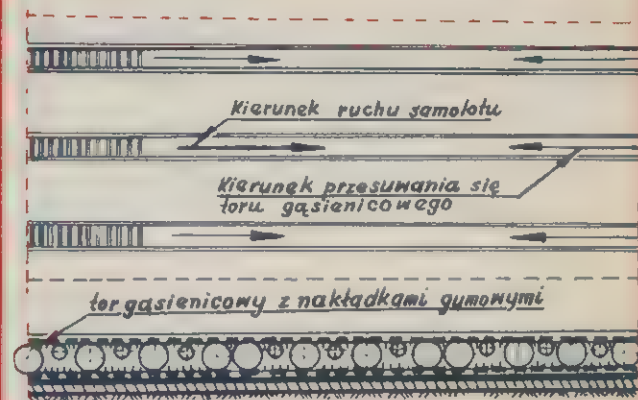 Kierunek ruchu samolotu
Kierunek przesuwania się
toru gąsienicowego
tor gąsienicowy z nakładkami gumowymi